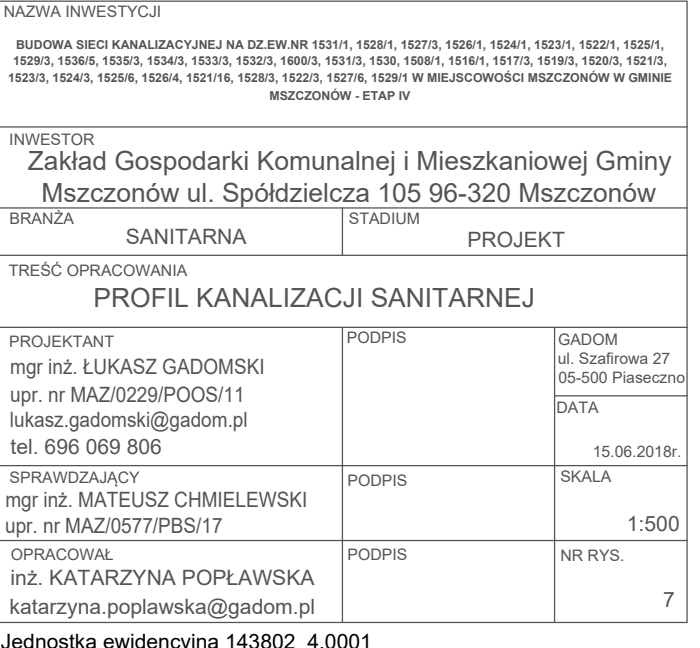 NAZWA INWESTYCJI
BUDOWA SIECI KANALIZACYJNEJ NA DZ.EW.NR 1531/1, 1528/1, 1527/3, 1526/1, 1524/1, 1523/1, 1522/1, 1525/1,
1529/3, 1536/5, 1535/3, 1534/3, 1533/3, 1532/3, 1600/3, 1531/3, 1530, 1508/1, 1516/1, 1517/3, 1519/3, 1520/3, 1521/3,
1523/3, 1524/3, 1525/6, 1526/4, 1521/16, 1528/3, 1522/3, 1527/6, 1529/1 W MIEJSCOWOŚCI MSZCZONÓW W GMINIE
MSZCZONÓW - ETAP IV
INWESTOR
Zakład Gospodarki Komunalnej i Mieszkaniowej Gminy
Mszczonów ul. Spółdzielcza 105 96-320 Mszczonów
BRANŻA
SANITARNA
STADIUM
PROJEKT
TREŚĆ OPRACOWANIA
PROFIL KANALIZACJI SANITARNEJ
PROJEKTANT
mgr inż. ŁUKASZ GADOMSKI
upr. nr MAZ/0229/POOS/11
lukasz.gadomski@gadom.pl
tel. 696 069 806
PODPIS
GADOM
ul. Szafirowa 27
05-500 Piaseczno
DATA
15.06.2018r.
SPRAWDZAJĄCY
mgr inż. MATEUSZ CHMIELEWSKI
upr. nr MAZ/0577/PBS/17
PODPIS
SKALA
1:500
OPRACOWAŁ
inż. KATARZYNA POPŁAWSKA
katarzyna.poplawska@gadom.pl
PODPIS
NR RYS.
7
Jednostka ewidencyjna 143802_4.0001